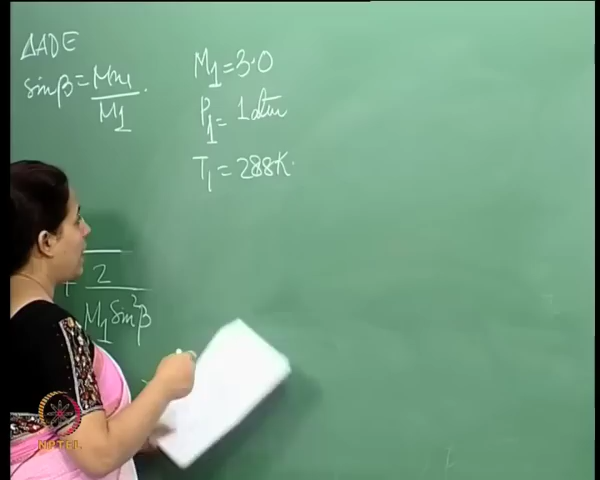 ΔADE
sinβ = Mn₁ / M₁ .
M₁ = 3.0
P₁ = 1 atm
T₁ = 288K.
+ 2 / M₁ Sin²β
NPTEL